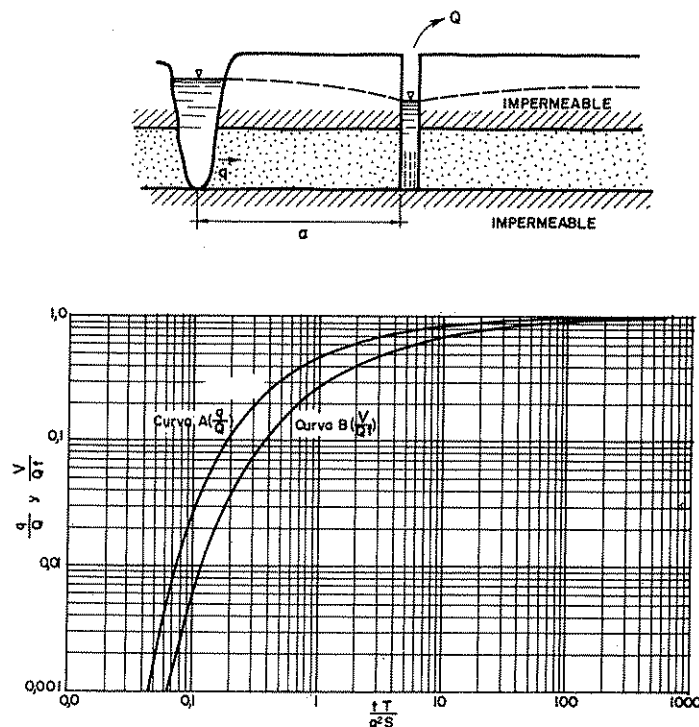 Q
IMPERMEABLE
q
IMPERMEABLE
a
1,0
Curva A (q/Q)
Curva B (V/Qt)
0,1
q/Q y V/Qt
0,01
0,001
0,0 0,1 1 10 100 1000
tT/a²S